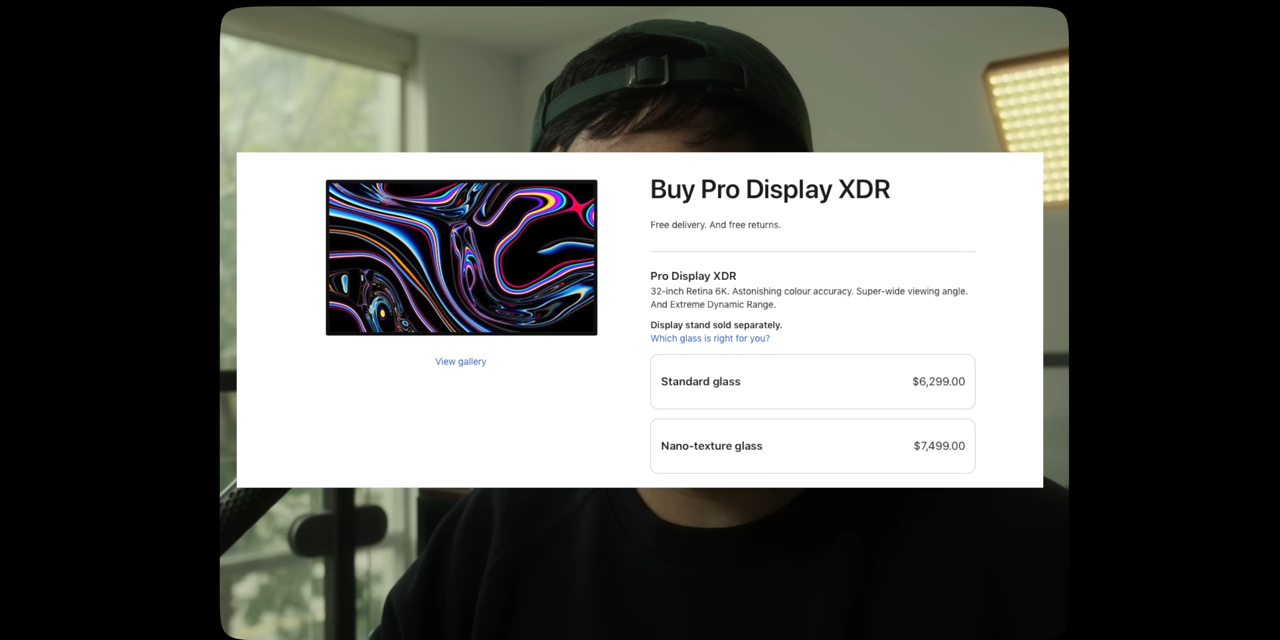 Buy Pro Display XDR
Free delivery. And free returns.
Pro Display XDR
32-inch Retina 6K. Astonishing colour accuracy. Super-wide viewing angle.
And Extreme Dynamic Range.
Display stand sold separately.
Which glass is right for you?
View gallery
Standard glass $6,299.00
Nano-texture glass $7,499.00